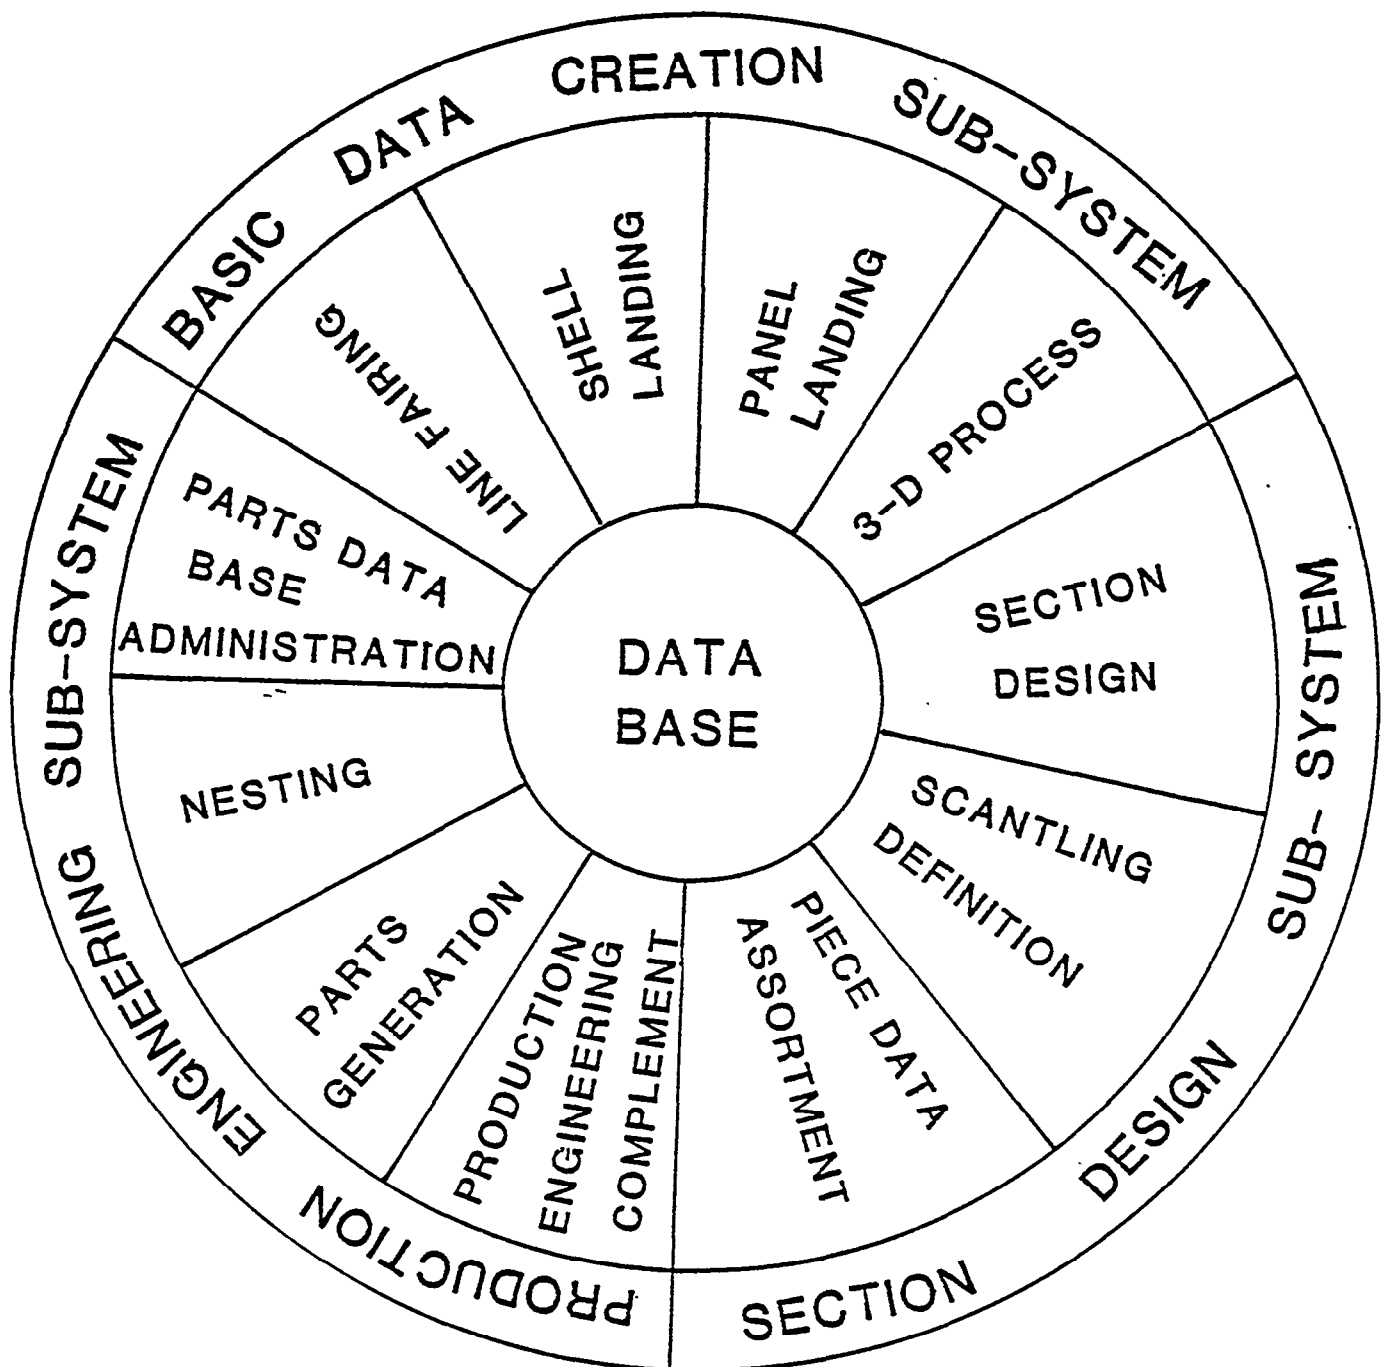 BASIC DATA CREATION SUB-SYSTEM
LINE FAIRING
SHELL
LANDING
PANEL
LANDING
3-D PROCESS
SECTION DESIGN SUB- SYSTEM
SECTION
DESIGN
SCANTLING
DEFINITION
PIECE DATA
ASSORTMENT
PRODUCTION ENGINEERING SUB-SYSTEM
PRODUCTION
ENGINEERING
COMPLEMENT
PARTS
GENERATION
NESTING
PARTS DATA
BASE
ADMINISTRATION
DATA
BASE